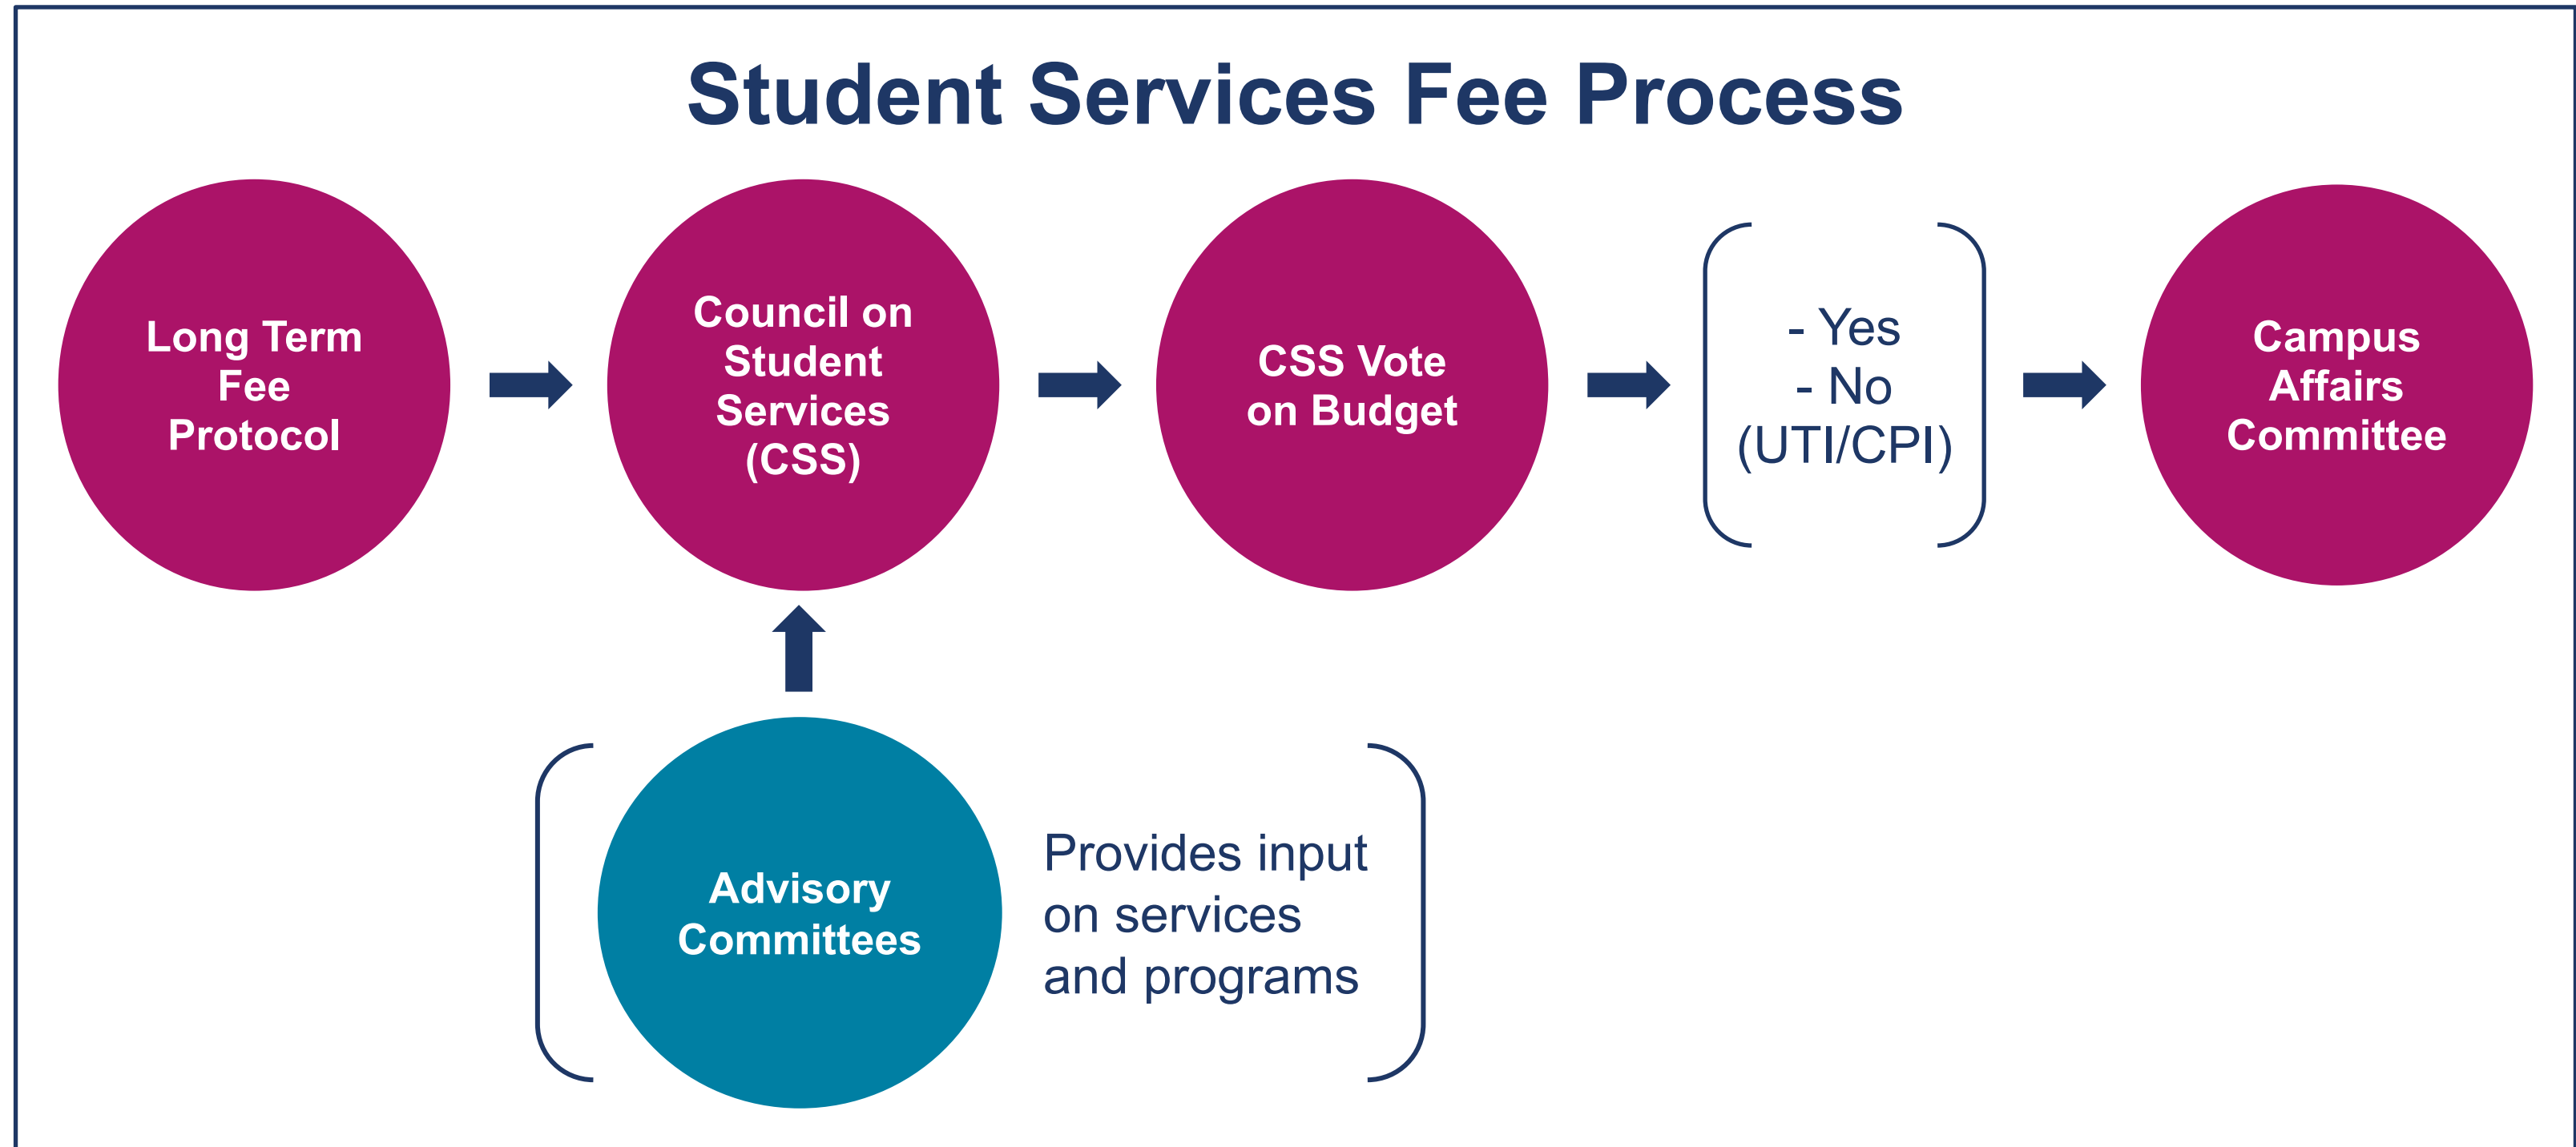 Student Services Fee Process
Long Term
Fee
Protocol
Council on
Student
Services
(CSS)
CSS Vote
on Budget
- Yes
- No
(UTI/CPI)
Campus
Affairs
Committee
Advisory
Committees
Provides input
on services
and programs